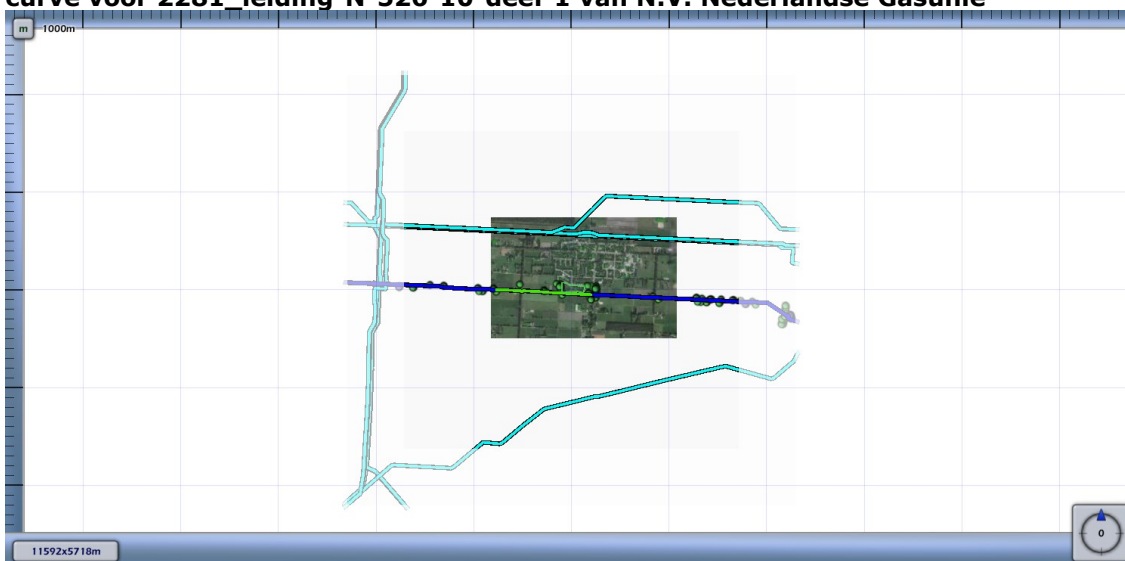 curve voor 2281_leiding-N-520-10-deel-1 van N.V. Nederlandse Gasunie
m
1000m
0
11592x5718m